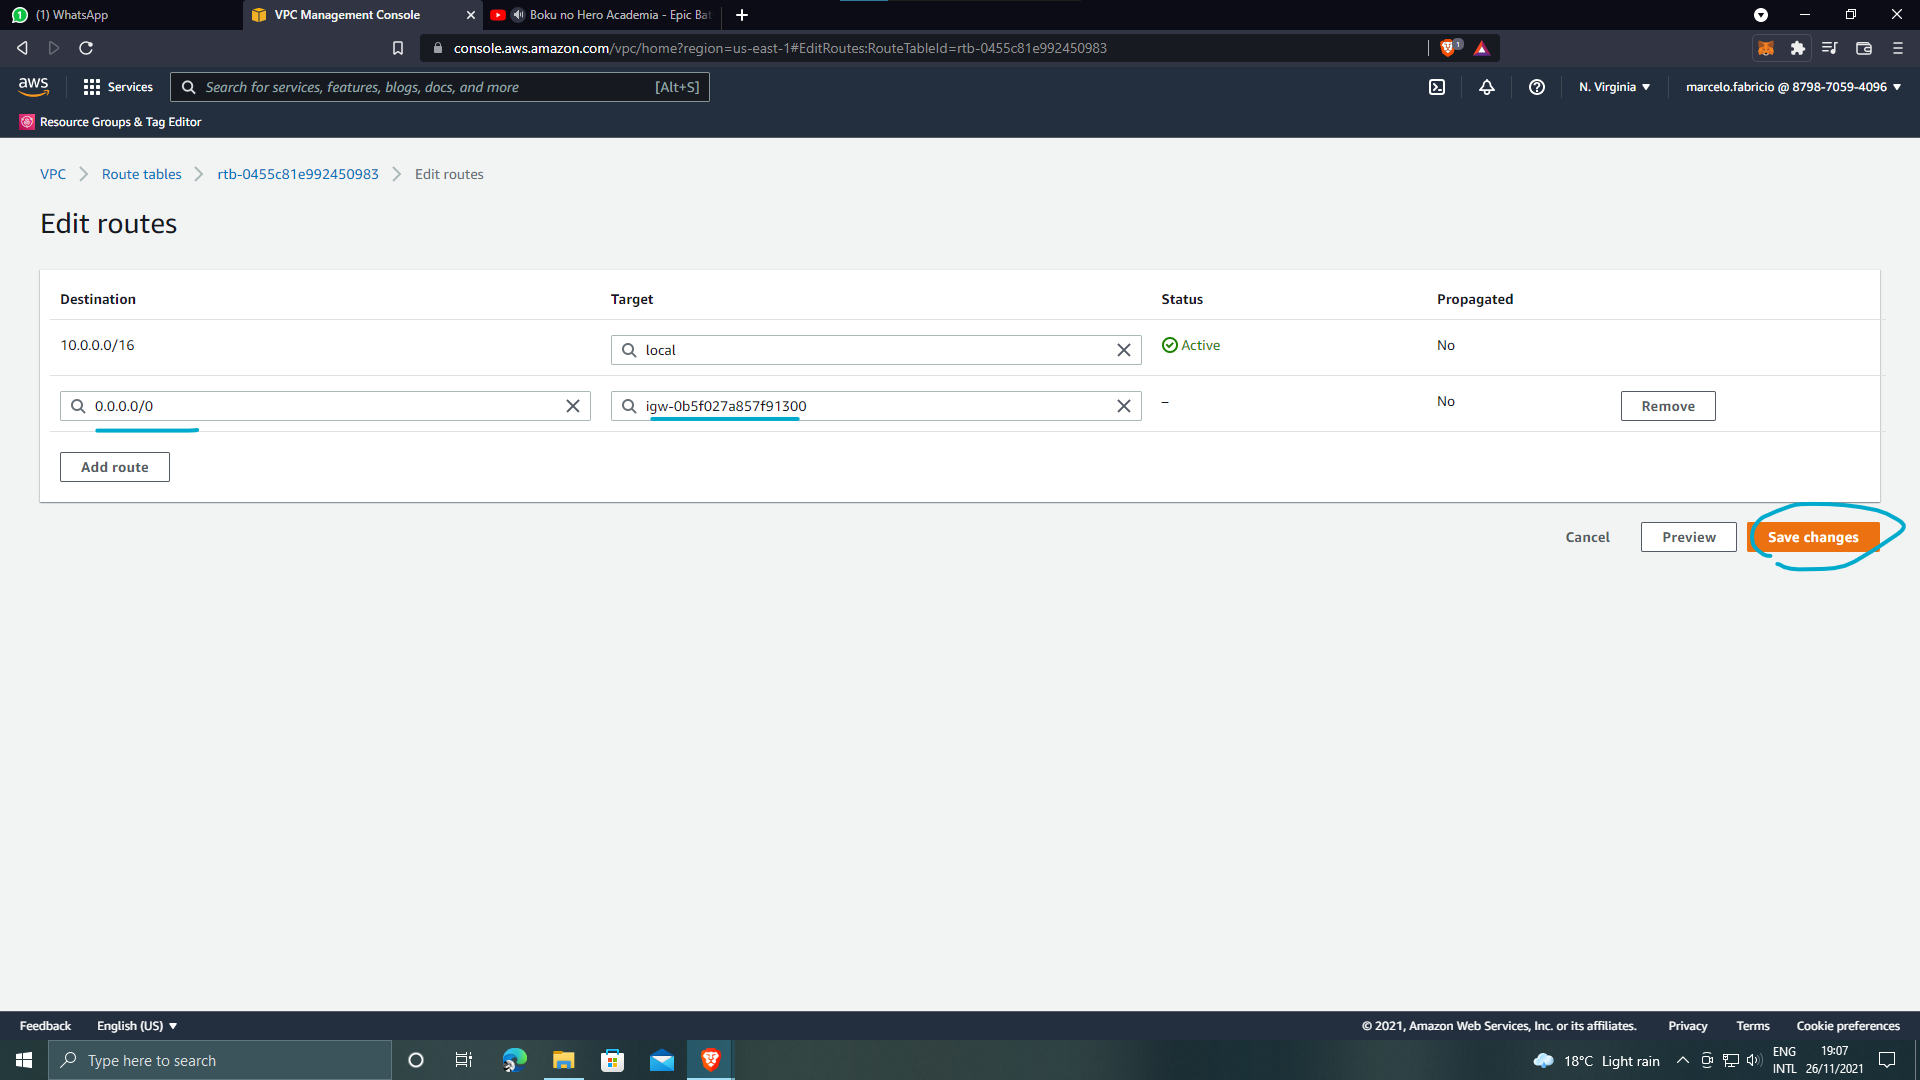 (1) WhatsApp
VPC Management Console
Boku no Hero Academia - Epic Bat
console.aws.amazon.com/vpc/home?region=us-east-1#EditRoutes:RouteTableId=rtb-0455c81e992450983
1
aws
Services
Search for services, features, blogs, docs, and more
[Alt+S]
N. Virginia
marcelo.fabricio @ 8798-7059-4096
Resource Groups & Tag Editor
VPC
Route tables
rtb-0455c81e992450983
Edit routes
Edit routes
Destination
Target
Status
Propagated
10.0.0.0/16
local
Active
No
0.0.0.0/0
igw-0b5f027a857f91300
–
No
Remove
Add route
Cancel
Preview
Save changes
Feedback
English (US)
© 2021, Amazon Web Services, Inc. or its affiliates.
Privacy
Terms
Cookie preferences
Type here to search
18°C Light rain
ENG
INTL
19:07
26/11/2021